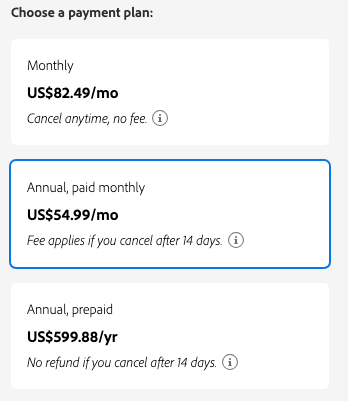 Choose a payment plan:
Monthly
US$82.49/mo
Cancel anytime, no fee.
Annual, paid monthly
US$54.99/mo
Fee applies if you cancel after 14 days.
Annual, prepaid
US$599.88/yr
No refund if you cancel after 14 days.